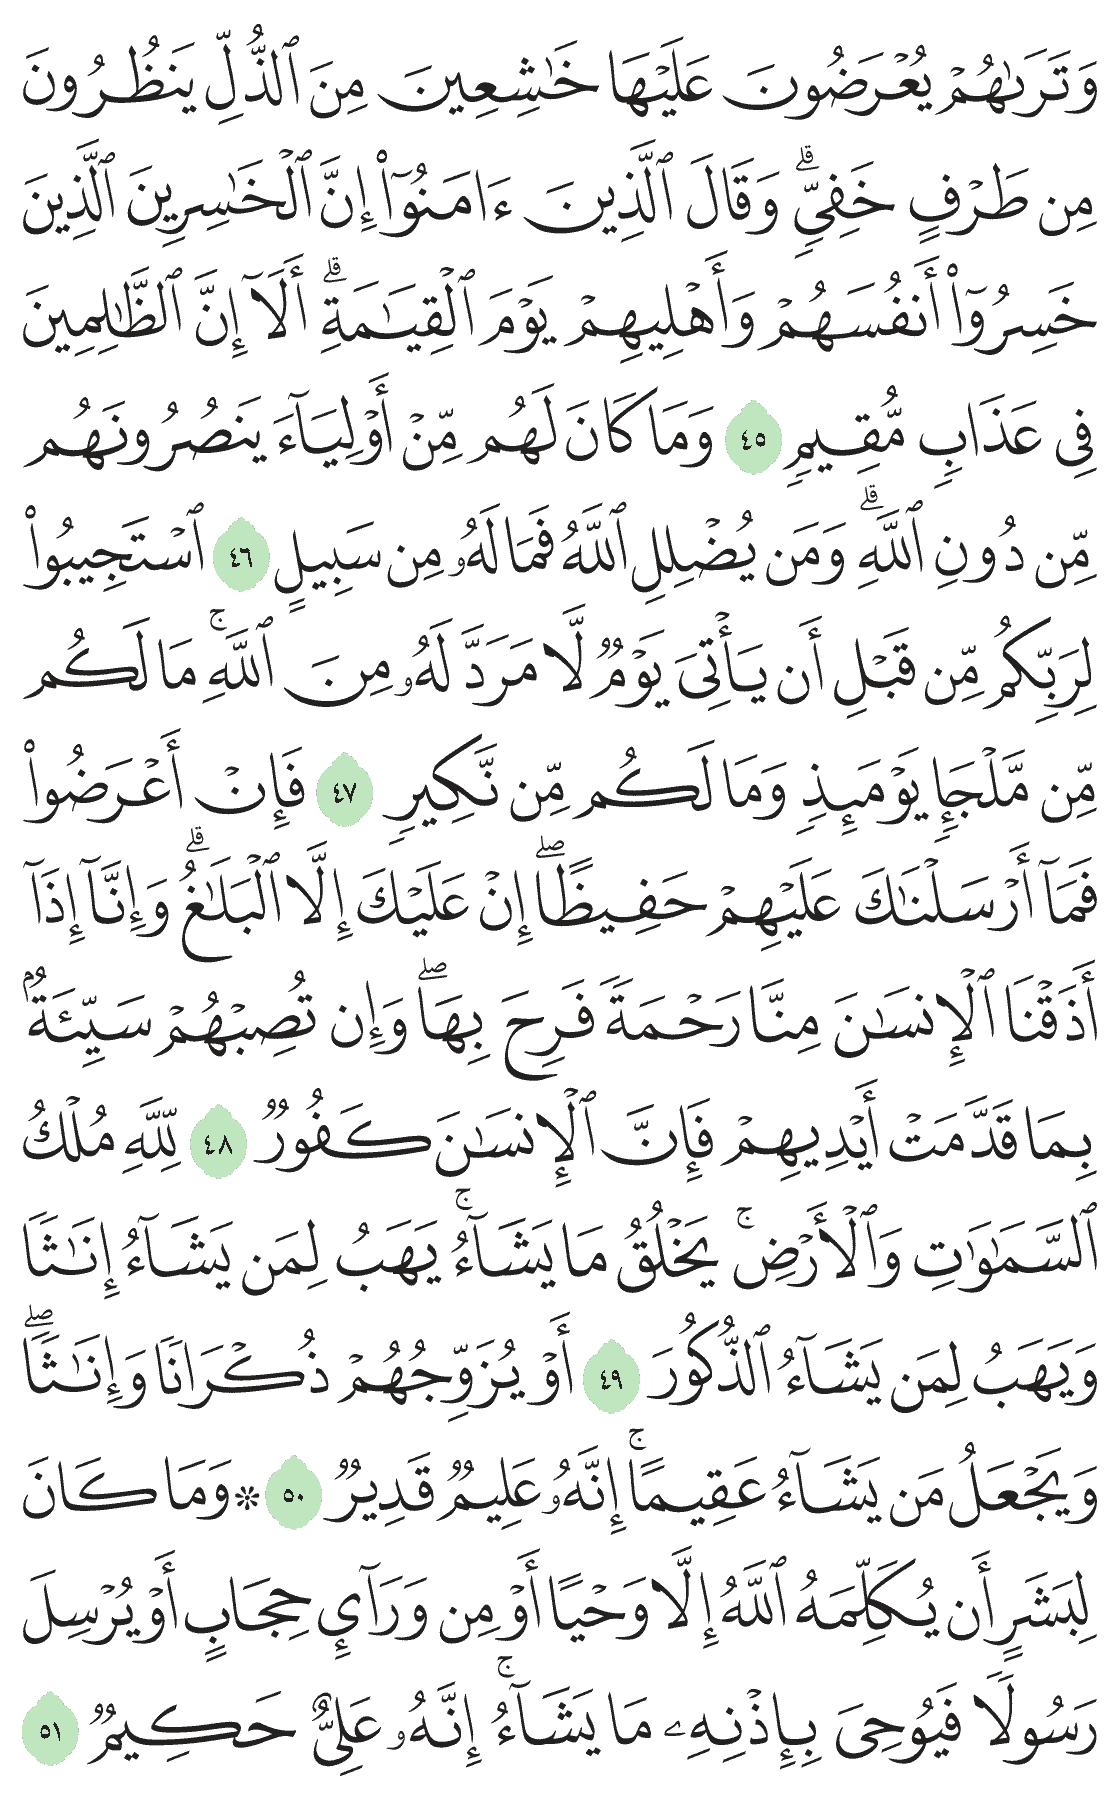 وَتَرَىٰهُمۡ يُعۡرَضُونَ عَلَيۡهَا خَٰشِعِينَ مِنَ ٱلذُّلِّ يَنظُرُونَ
مِن طَرۡفٍ خَفِيّٖۗ وَقَالَ ٱلَّذِينَ ءَامَنُوٓاْ إِنَّ ٱلۡخَٰسِرِينَ ٱلَّذِينَ
خَسِرُوٓاْ أَنفُسَهُمۡ وَأَهۡلِيهِمۡ يَوۡمَ ٱلۡقِيَٰمَةِۗ أَلَآ إِنَّ ٱلظَّٰلِمِينَ
فِي عَذَابٖ مُّقِيمٖ ٤٥ وَمَا كَانَ لَهُم مِّنۡ أَوۡلِيَآءَ يَنصُرُونَهُم
مِّن دُونِ ٱللَّهِۗ وَمَن يُضۡلِلِ ٱللَّهُ فَمَا لَهُۥ مِن سَبِيلٍ ٤٦ ٱسۡتَجِيبُواْ
لِرَبِّكُم مِّن قَبۡلِ أَن يَأۡتِيَ يَوۡمٞ لَّا مَرَدَّ لَهُۥ مِنَ ٱللَّهِۚ مَا لَكُم
مِّن مَّلۡجَإٖ يَوۡمَئِذٖ وَمَا لَكُم مِّن نَّكِيرٖ ٤٧ فَإِنۡ أَعۡرَضُواْ
فَمَآ أَرۡسَلۡنَٰكَ عَلَيۡهِمۡ حَفِيظًاۖ إِنۡ عَلَيۡكَ إِلَّا ٱلۡبَلَٰغُۗ وَإِنَّآ إِذَآ
أَذَقۡنَا ٱلۡإِنسَٰنَ مِنَّا رَحۡمَةٗ فَرِحَ بِهَاۖ وَإِن تُصِبۡهُمۡ سَيِّئَةُۢ
بِمَا قَدَّمَتۡ أَيۡدِيهِمۡ فَإِنَّ ٱلۡإِنسَٰنَ كَفُورٞ ٤٨ لِّلَّهِ مُلۡكُ
ٱلسَّمَٰوَٰتِ وَٱلۡأَرۡضِۚ يَخۡلُقُ مَا يَشَآءُۚ يَهَبُ لِمَن يَشَآءُ إِنَٰثٗا
وَيَهَبُ لِمَن يَشَآءُ ٱلذُّكُورَ ٤٩ أَوۡ يُزَوِّجُهُمۡ ذُكۡرَانٗا وَإِنَٰثٗاۖ
وَيَجۡعَلُ مَن يَشَآءُ عَقِيمًاۚ إِنَّهُۥ عَلِيمٞ قَدِيرٞ ٥٠ ۞وَمَا كَانَ
لِبَشَرٍ أَن يُكَلِّمَهُ ٱللَّهُ إِلَّا وَحۡيًا أَوۡ مِن وَرَآيِٕ حِجَابٍ أَوۡ يُرۡسِلَ
رَسُولٗا فَيُوحِيَ بِإِذۡنِهِۦ مَا يَشَآءُۚ إِنَّهُۥ عَلِيٌّ حَكِيمٞ ٥١